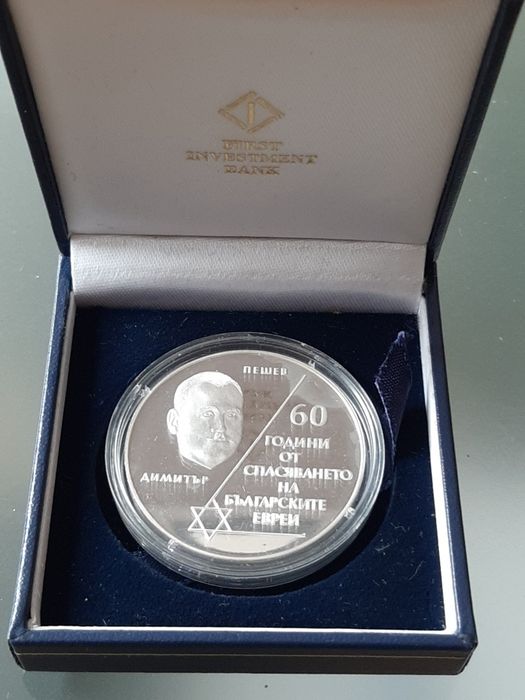 FIRST
INVESTMENT
BANK
ПЕШЕВ
60
ГОДИНИ
ОТ
СПАСЯВАНЕТО
НА
БЪЛГАРСКИТЕ
ЕВРЕИ
ДИМИТЪР